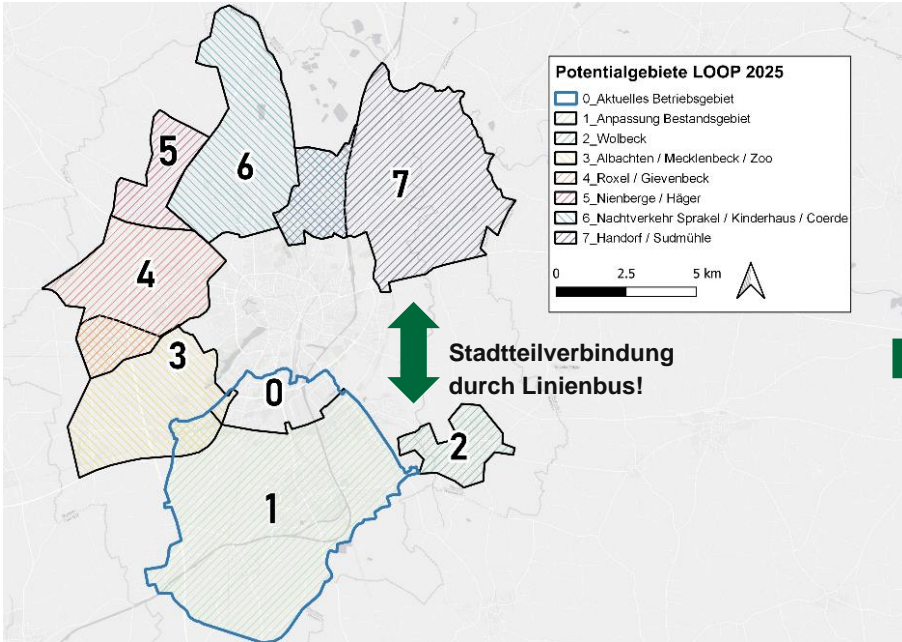 Potentialgebiete LOOP 2025
0_Aktuelles Betriebsgebiet
1_Anpassung Bestandsgebiet
2_Wolbeck
3_Albachten / Mecklenbeck / Zoo
4_Roxel / Gievenbeck
5_Nienberge / Häger
6_Nachtverkehr Sprakel / Kinderhaus / Coerde
7_Handorf / Sudmühle
0 2.5 5 km
5
6
7
4
3
Stadtteilverbindung
durch Linienbus!
0
2
1